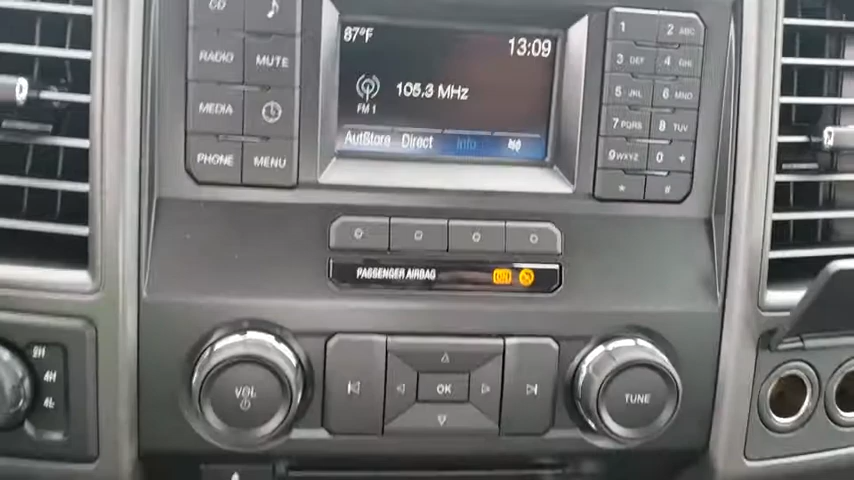 CD
RADIO
MUTE
MEDIA
PHONE
MENU
87°F
13:09
FM 1
105.3 MHz
AutoStore Direct Info
1
2 ABC
3 DEF
4 GHI
5 JKL
6 MNO
7 PQRS
8 TUV
9 WXYZ
0 +
*
#
PASSENGER AIRBAG
2H
4H
4L
VOL
OK
TUNE